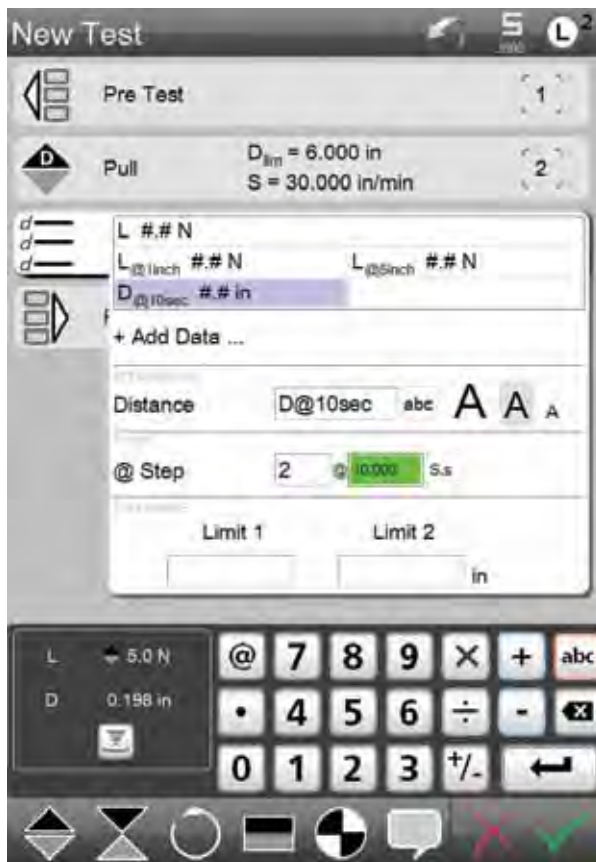 New Test
L 2
Pre Test 1
Pull
D lim = 6.000 in
S = 30.000 in/min
2
D
d
d
d
L #.# N
L@1inch #.# N L@5inch #.# N
D@10sec #.# in
+ Add Data ...
Distance D@10sec abc A A A
@ Step 2 @ 10.000 S.s
Limit 1 Limit 2
in
L 5.0 N
D 0.198 in
@ 7 8 9 × + abc
• 4 5 6 ÷ -
0 1 2 3 +/-